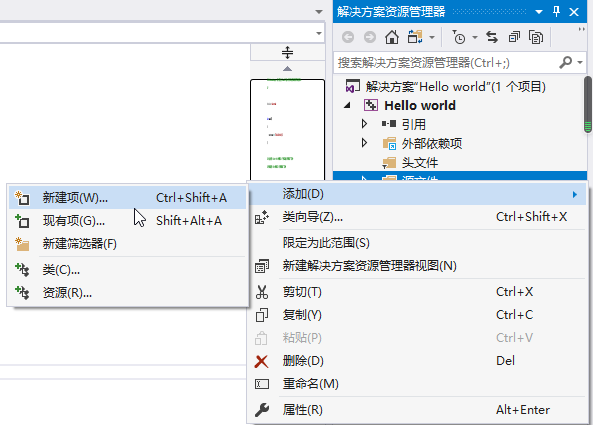 解决方案资源管理器
搜索解决方案资源管理器(Ctrl+;)
解决方案"Hello world"(1 个项目)
Hello world
引用
外部依赖项
头文件
源文件
新建项(W)... Ctrl+Shift+A
现有项(G)... Shift+Alt+A
新建筛选器(F)
类(C)...
资源(R)...
添加(D)
类向导(Z)... Ctrl+Shift+X
限定为此范围(S)
新建解决方案资源管理器视图(N)
剪切(T) Ctrl+X
复制(Y) Ctrl+C
粘贴(P) Ctrl+V
删除(D) Del
重命名(M)
属性(R) Alt+Enter